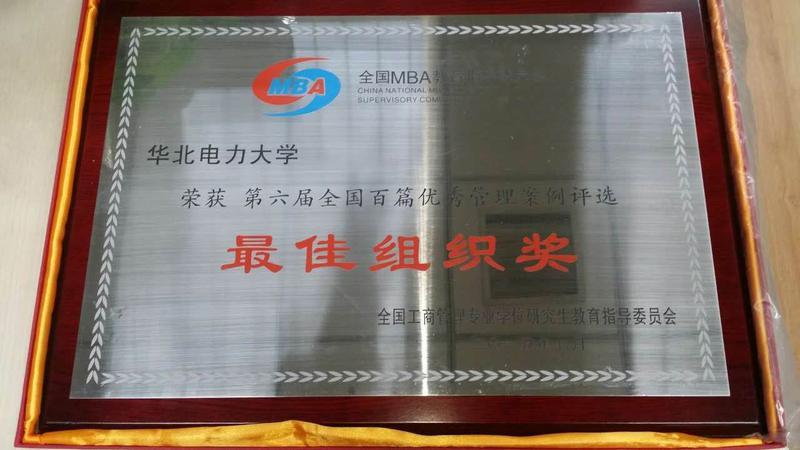 MBA
全国MBA教
CHINA NATIONAL
SUPERVISORY
华北电力大学
荣获 第六届全国百篇优秀管理案例评选
最佳组织奖
全国工商管理专业学位研究生教育指导委员会